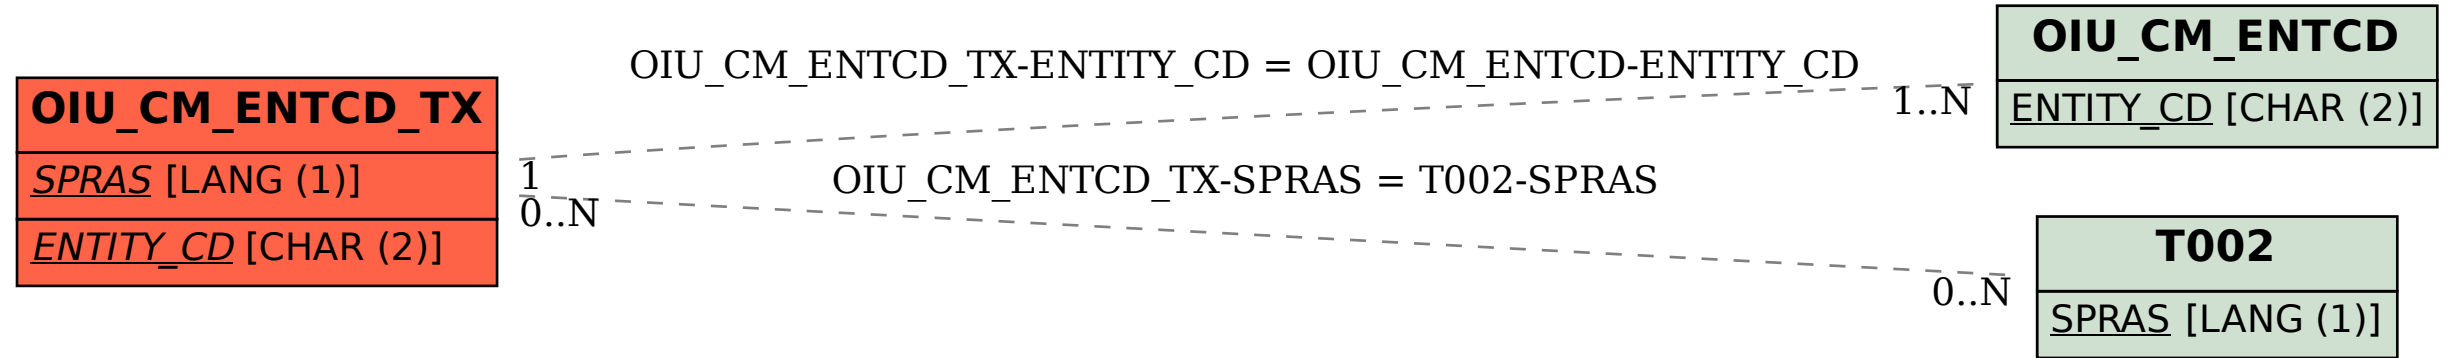 OIU_CM_ENTCD_TX
SPRAS [LANG (1)]
ENTITY_CD [CHAR (2)]
OIU_CM_ENTCD_TX-ENTITY_CD = OIU_CM_ENTCD-ENTITY_CD
1
1..N
OIU_CM_ENTCD_TX-SPRAS = T002-SPRAS
0..N
0..N
OIU_CM_ENTCD
ENTITY_CD [CHAR (2)]
T002
SPRAS [LANG (1)]